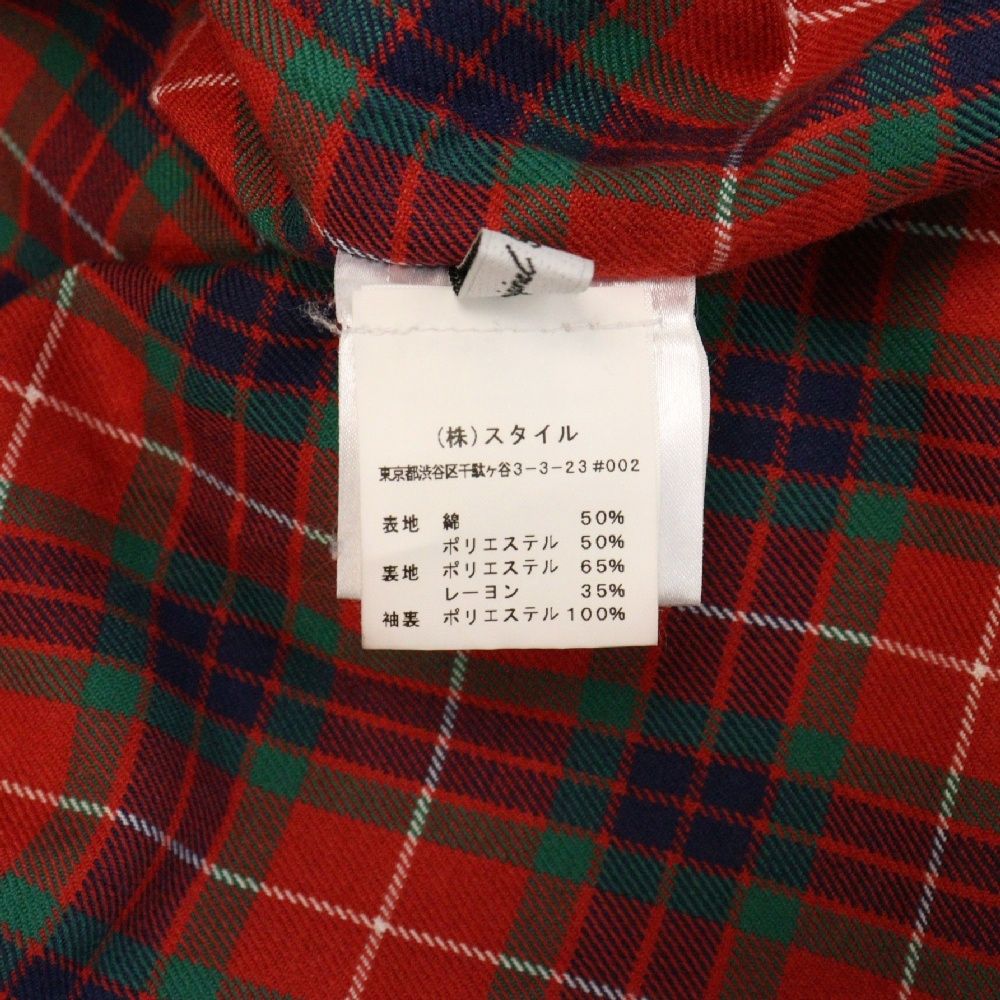 (株)スタイル
東京都渋谷区千駄ヶ谷3-3-23#002
表地 綿 50%
ポリエステル 50%
裏地 ポリエステル 65%
レーヨン 35%
袖裏 ポリエステル 100%